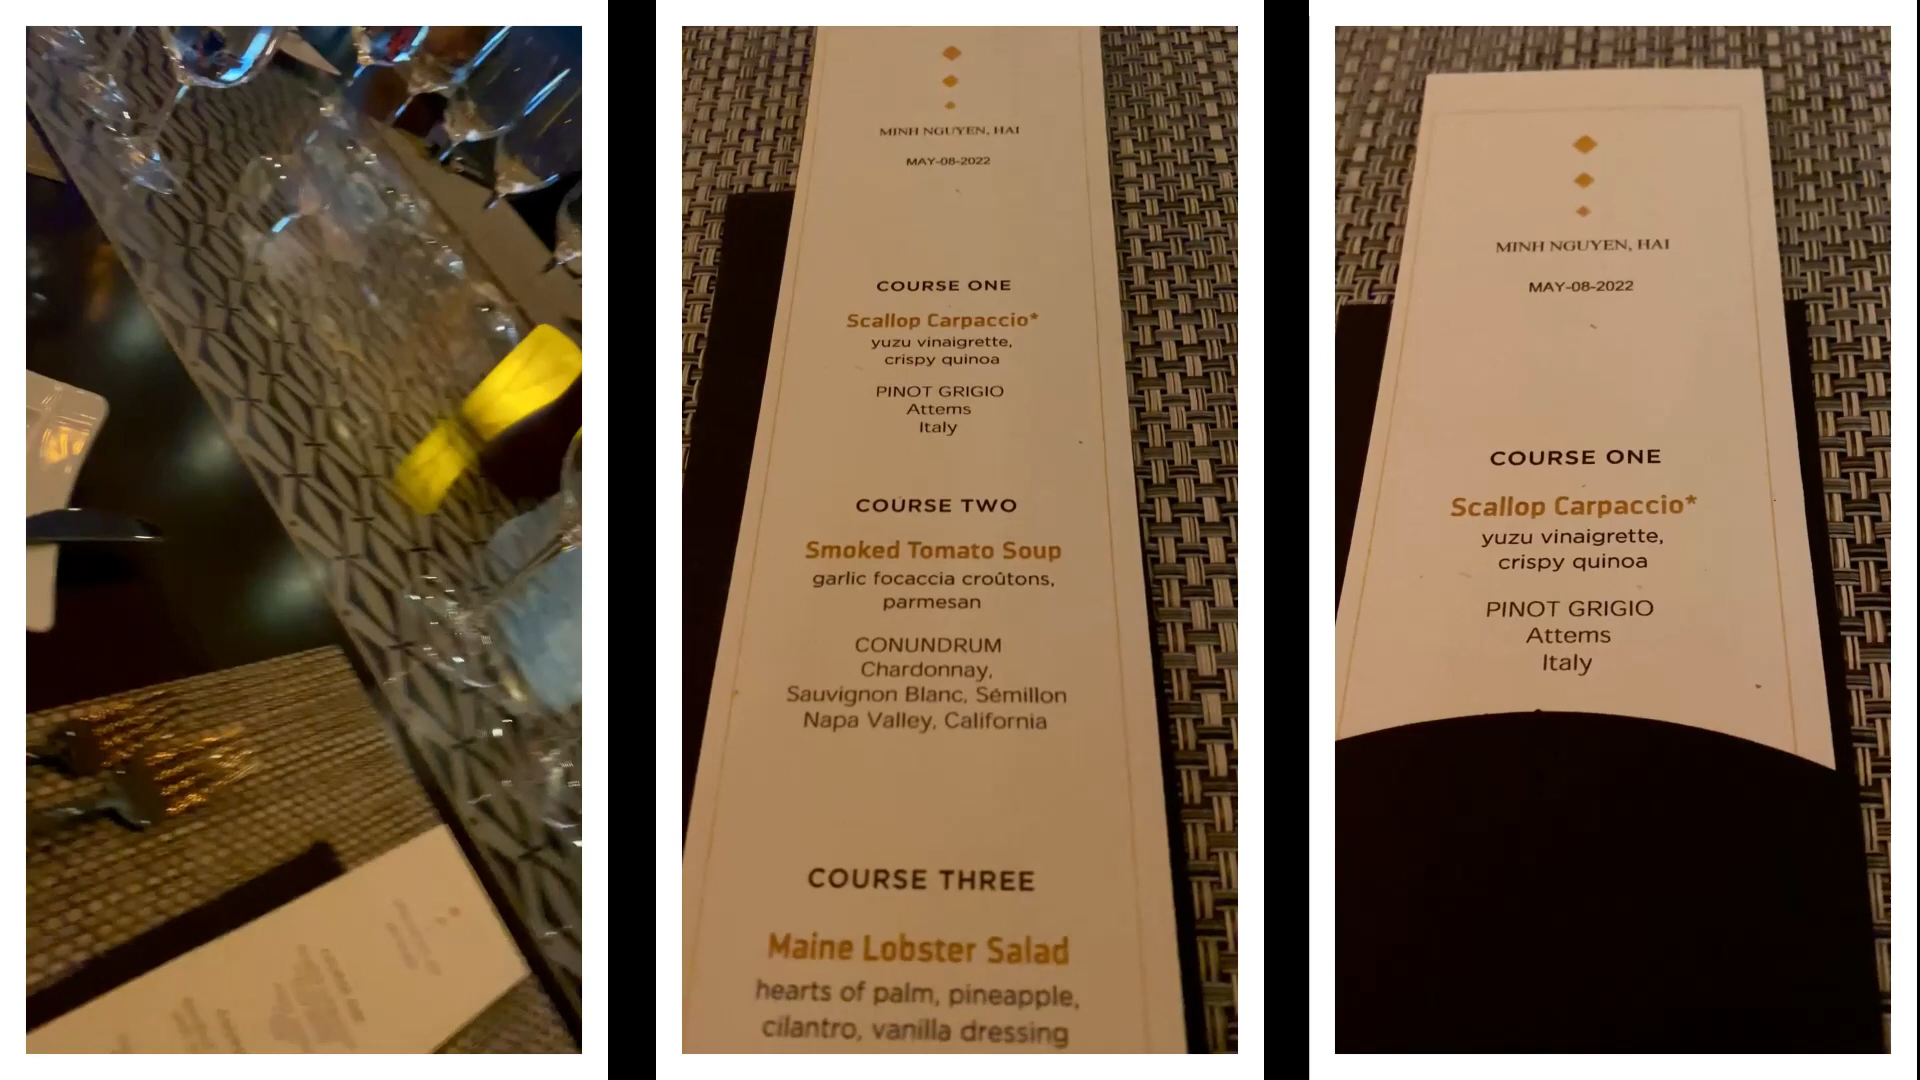 MINH NGUYEN, HAI
MAY-08-2022
COURSE ONE
Scallop Carpaccio*
yuzu vinaigrette,
crispy quinoa
PINOT GRIGIO
Attems
Italy
COURSE TWO
Smoked Tomato Soup
garlic focaccia croûtons,
parmesan
CONUNDRUM
Chardonnay,
Sauvignon Blanc, Sémillon
Napa Valley, California
COURSE THREE
Maine Lobster Salad
hearts of palm, pineapple,
cilantro, vanilla dressing
MINH NGUYEN, HAI
MAY-08-2022
COURSE ONE
Scallop Carpaccio*
yuzu vinaigrette,
crispy quinoa
PINOT GRIGIO
Attems
Italy